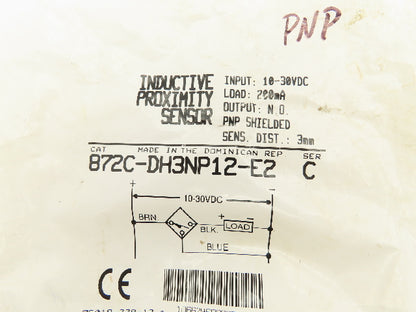 PNP
INDUCTIVE
PROXIMITY
SENSOR
INPUT: 10-30VDC
LOAD: 200mA
OUTPUT: N.O.
PNP SHIELDED
SENS. DIST.: 3mm
CAT MADE IN THE DOMINICAN REP SER
872C-DH3NP12-E2 C
+ −
10-30VDC
BRN. + BLK. LOAD −
BLUE
CE